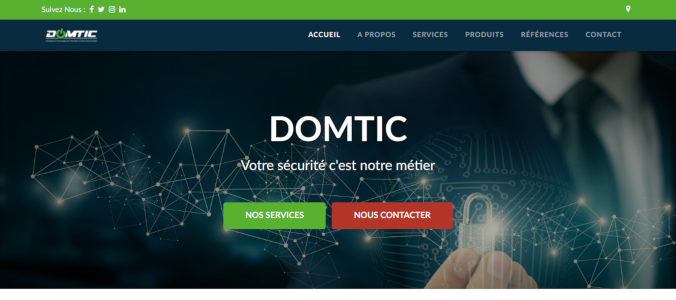 Suivez Nous :
DOMTIC
ACCUEIL A PROPOS SERVICES PRODUITS RÉFÉRENCES CONTACT
DOMTIC
Votre sécurité c'est notre métier
NOS SERVICES NOUS CONTACTER